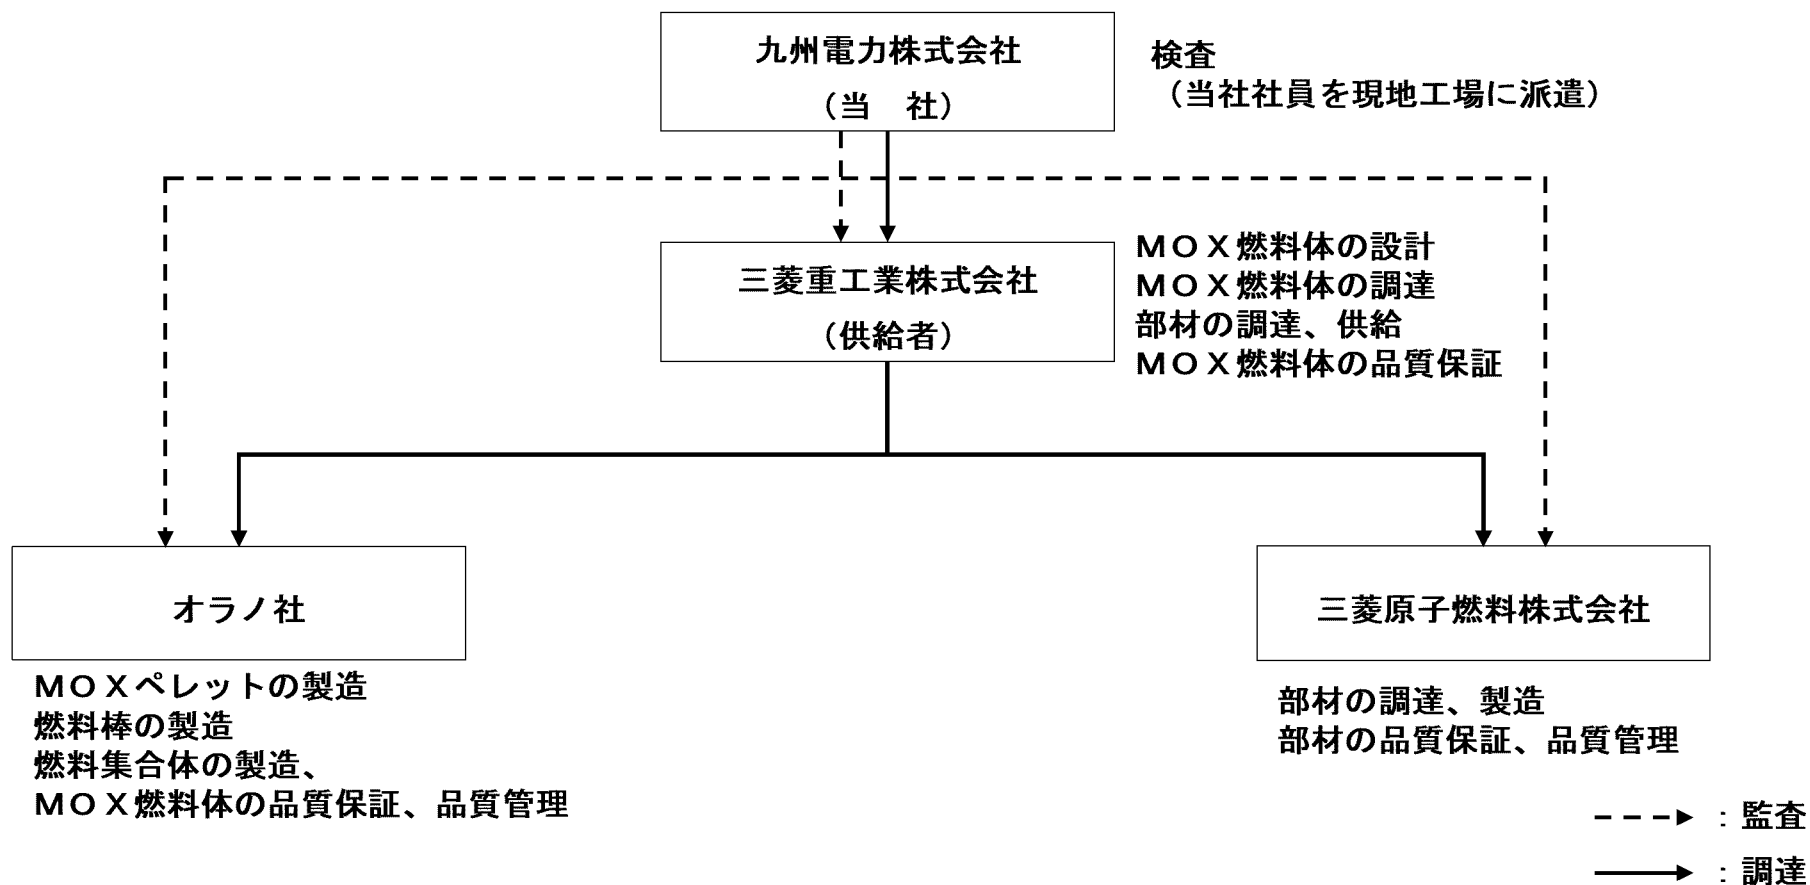 九州電力株式会社
（当　社）
検査
（当社社員を現地工場に派遣）
三菱重工業株式会社
（供給者）
ＭＯＸ燃料体の設計
ＭＯＸ燃料体の調達
部材の調達、供給
ＭＯＸ燃料体の品質保証
オラノ社
ＭＯＸペレットの製造
燃料棒の製造
燃料集合体の製造、
ＭＯＸ燃料体の品質保証、品質管理
三菱原子燃料株式会社
部材の調達、製造
部材の品質保証、品質管理
：監査
：調達